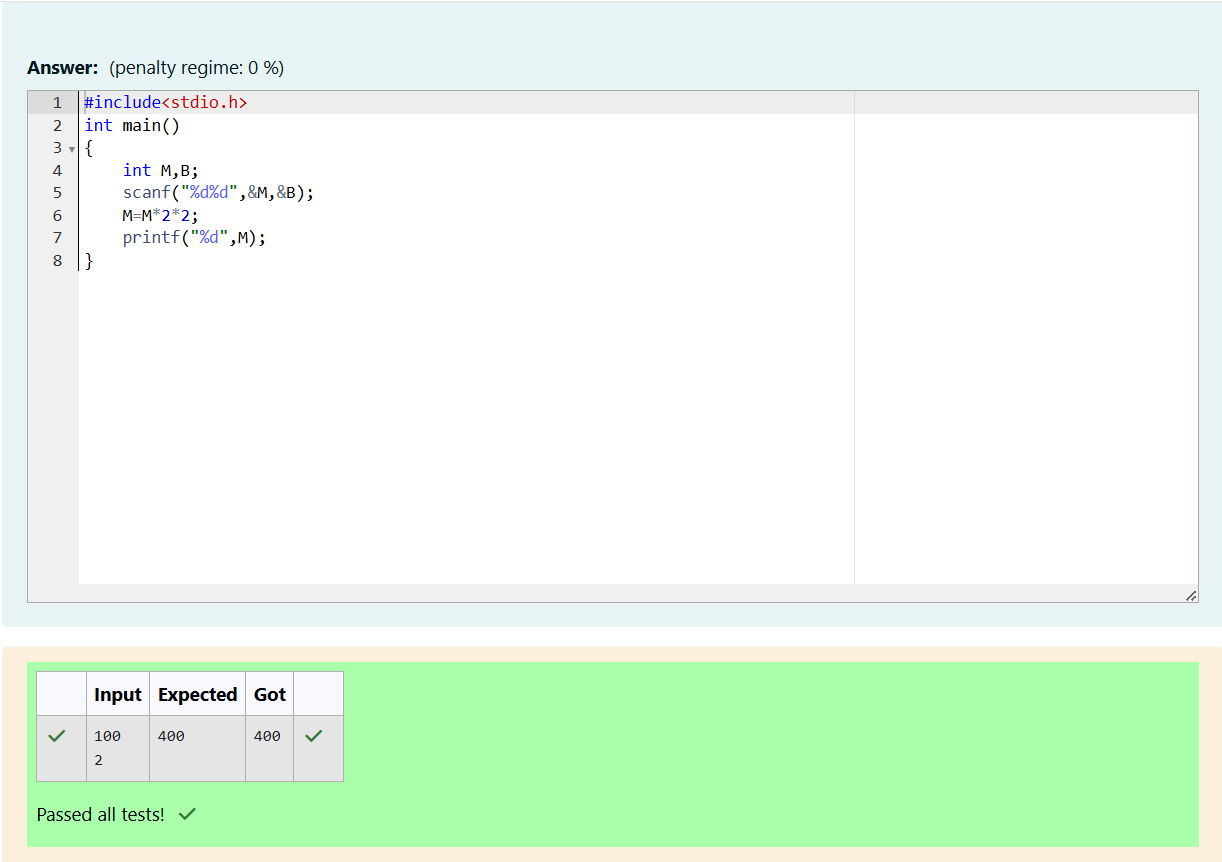 Answer: (penalty regime: 0 %)
1 #include<stdio.h>
2 int main()
3 {
4     int M,B;
5     scanf("%d%d",&M,&B);
6     M=M*2*2;
7     printf("%d",M);
8 }
Input Expected Got
100 400 400
2
Passed all tests!